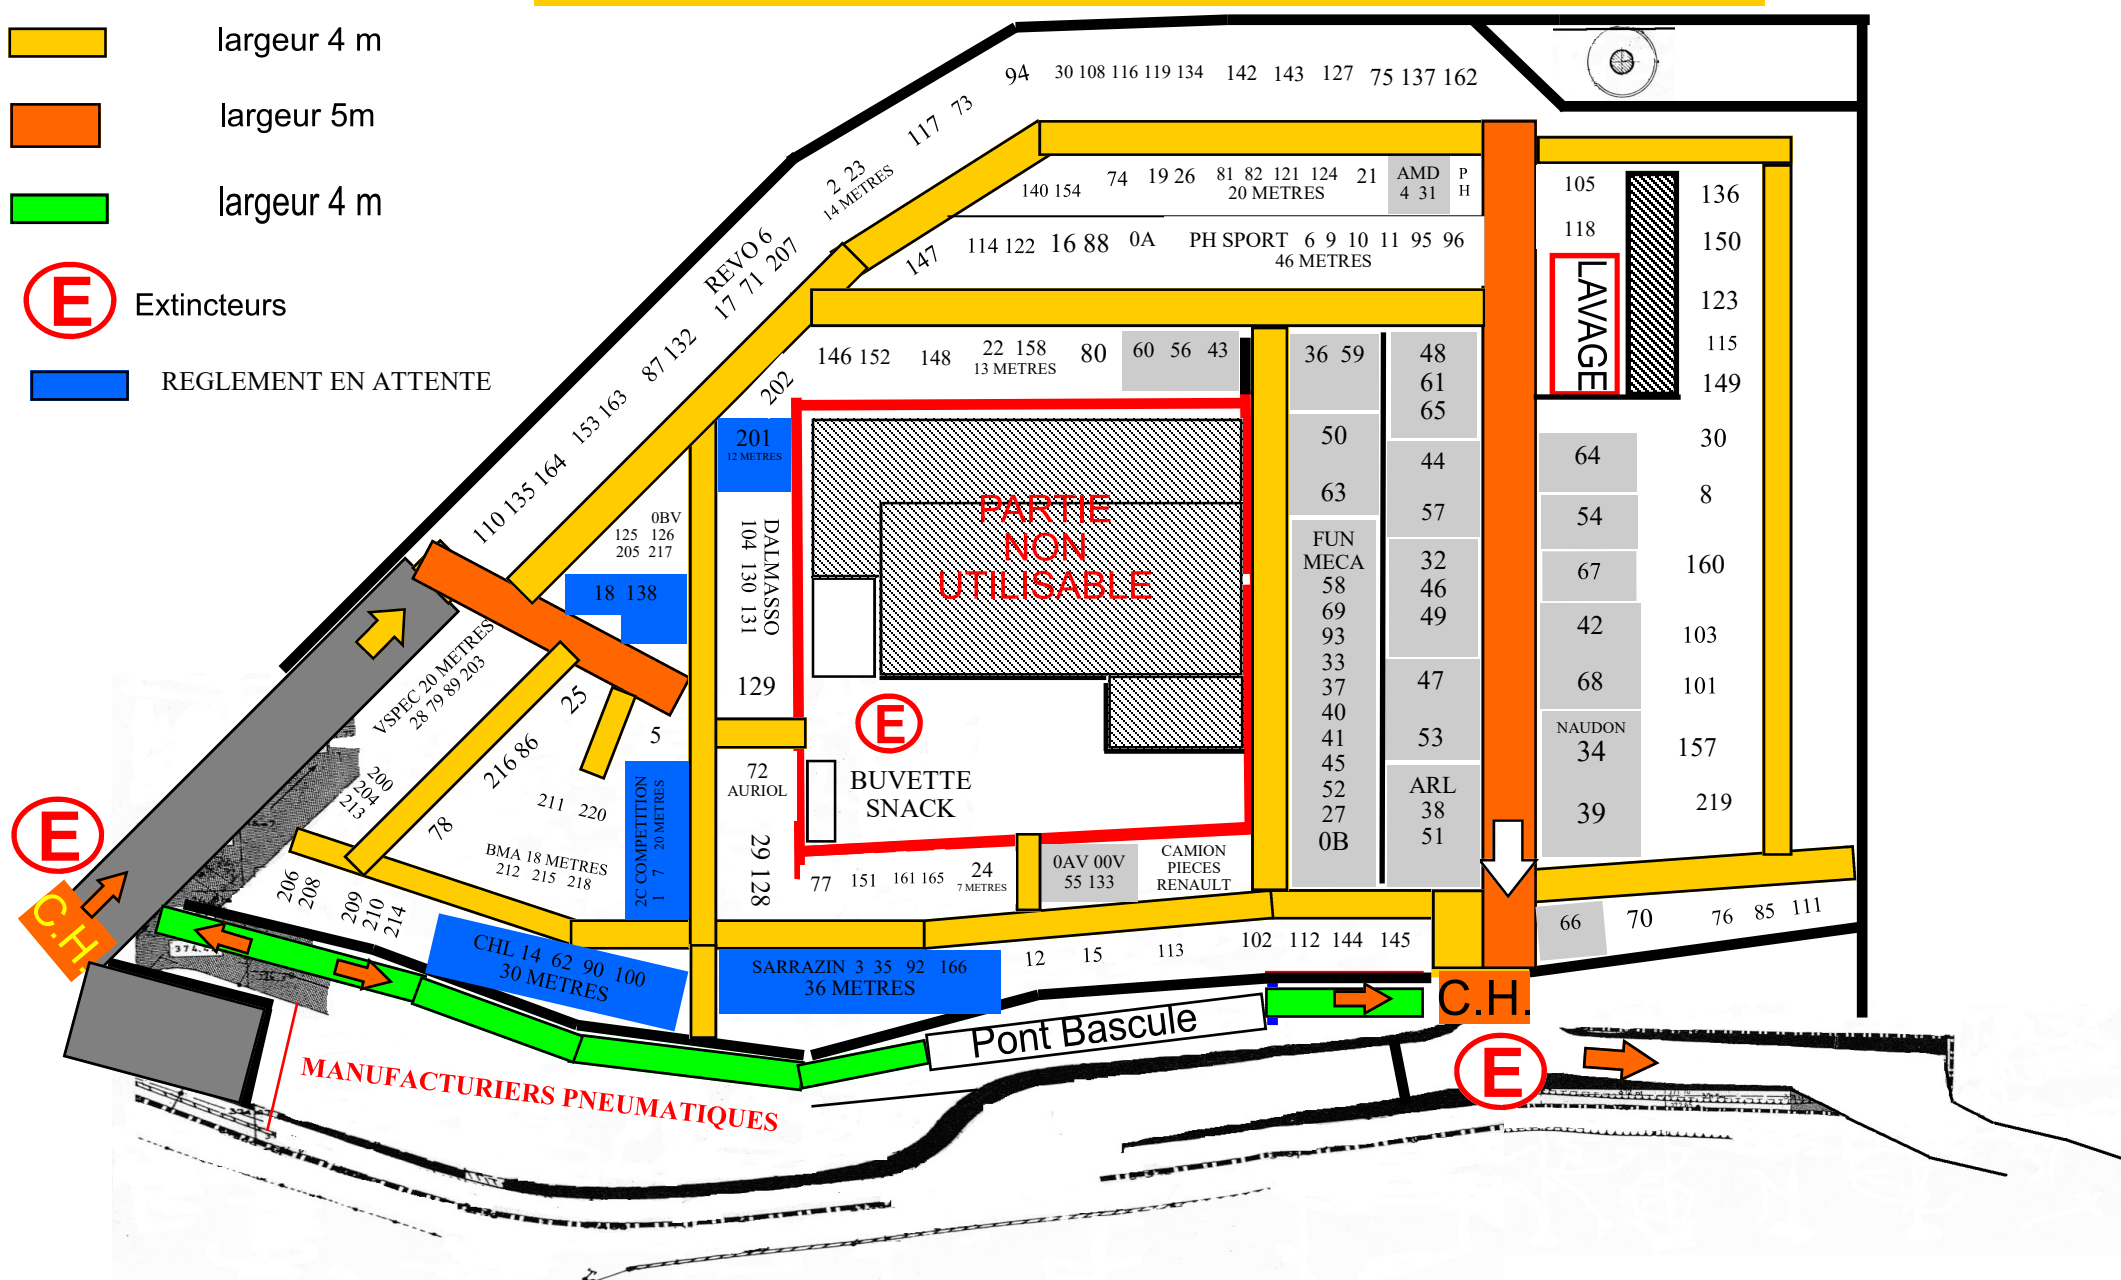 largeur 4 m
largeur 5m
largeur 4 m
E Extincteurs
REGLEMENT EN ATTENTE
94 30 108 116 119 134 142 143 127 75 137 162
117 73
2 23
14 METRES
REVO 6
17 71 207
87 132
153 163
110 135 164
140 154 74 19 26 81 82 121 124 21
20 METRES
AMD
4 31
P
H
147 114 122 16 88 0A PH SPORT 6 9 10 11 95 96
46 METRES
105
118
LAVAGE
136
150
123
115
149
30
8
160
103
101
157
219
146 152 148 22 158 80 60 56 43
13 METRES
202
201
12 METRES
36 59
50
63
FUN
MECA
58
69
93
33
37
40
41
45
52
27
0B
48
61
65
44
57
32
46
49
47
53
ARL
38
51
64
54
67
42
68
NAUDON
34
39
PARTIE
NON
UTILISABLE
0BV
125 126
205 217
18 138
DALMASSO
104 130 131
129
E
BUVETTE
SNACK
72
AURIOL
29 128
VSPEC 20 METRES
28 79 89 203
25
5
216 86
200
204
213
211 220
78
BMA 18 METRES
212 215 218
2C COMPETITION
1 7 20 METRES
77 151 161 165 24
7 METRES
0AV 00V
55 133
CAMION
PIECES
RENAULT
E
C.H.
206
208
209
210
214
CHL 14 62 90 100
30 METRES
SARRAZIN 3 35 92 166
36 METRES
12 15 113 102 112 144 145
66 70 76 85 111
Pont Bascule
C.H.
E
MANUFACTURIERS PNEUMATIQUES